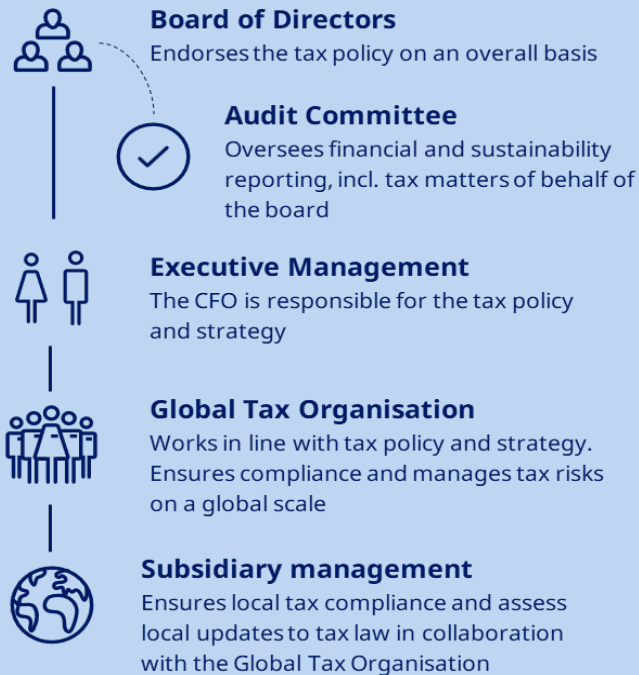 Board of Directors
Endorses the tax policy on an overall basis
Audit Committee
Oversees financial and sustainability
reporting, incl. tax matters of behalf of
the board
Executive Management
The CFO is responsible for the tax policy
and strategy
Global Tax Organisation
Works in line with tax policy and strategy.
Ensures compliance and manages tax risks
on a global scale
Subsidiary management
Ensures local tax compliance and assess
local updates to tax law in collaboration
with the Global Tax Organisation